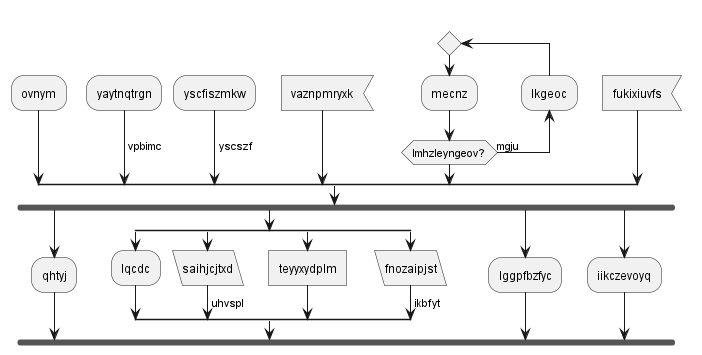 ovnym
yaytnqtrgn
yscfiszmkw
vaznpmryxk
mecnz
lkgeoc
fukixiuvfs
vpbimc
yscszf
lmhzleyngeov?
mgju
qhtyj
lqcdc
saihjcjtxd
teyyxydplm
fnozaipjst
lggpfbzfyc
iikczevoyq
uhvspl
ikbfyt